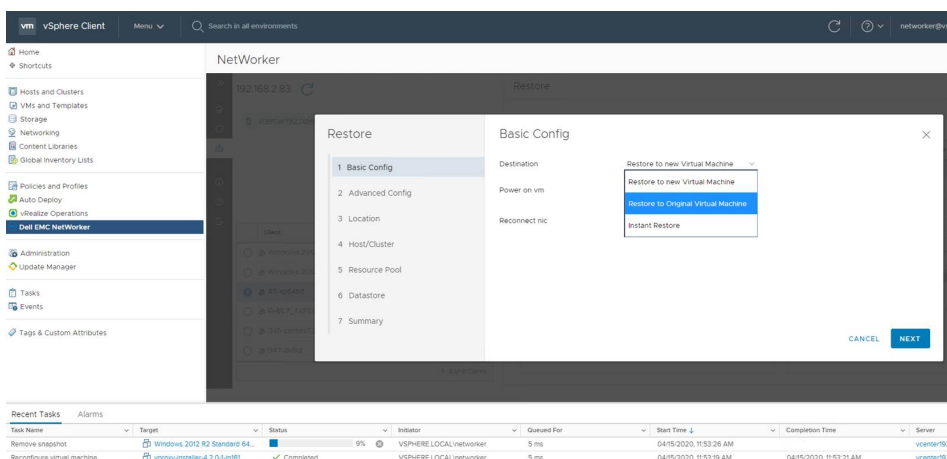 vm vSphere Client Menu Search in all environments networker@vs
Home
Shortcuts
Hosts and Clusters
VMs and Templates
Storage
Networking
Content Libraries
Global Inventory Lists
Policies and Profiles
Auto Deploy
vRealize Operations
Dell EMC NetWorker
Administration
Update Manager
Tasks
Events
Tags & Custom Attributes
NetWorker
192.168.2.83
Restore
Restore
1 Basic Config
2 Advanced Config
3 Location
4 Host/Cluster
5 Resource Pool
6 Datastore
7 Summary
Basic Config
Destination Restore to new Virtual Machine
Restore to new Virtual Machine
Power on vm
Restore to Original Virtual Machine
Reconnect nic
Instant Restore
CANCEL NEXT
Recent Tasks Alarms
Task Name Target Status Initiator Queued For Start Time ↓ Completion Time Server
Remove snapshot Windows 2012 R2 Standard 64... 9% VSPHERE.LOCAL\networker 5 ms 04/15/2020, 11:53:26 AM vcenter19
Reconfigure virtual machine Completed VSPHERE.LOCAL\networker 5 ms 04/15/2020, 11:53:19 AM 04/15/2020, 11:53:21 AM vcenter19